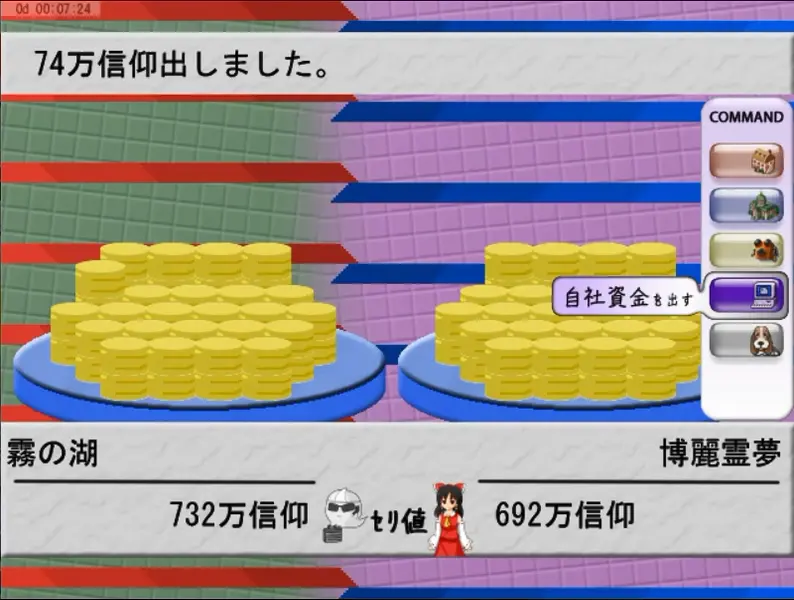 0d 00:07:24
74万信仰出しました。
COMMAND
自社資金を出す
霧の湖
博麗霊夢
732万信仰
セリ値
692万信仰